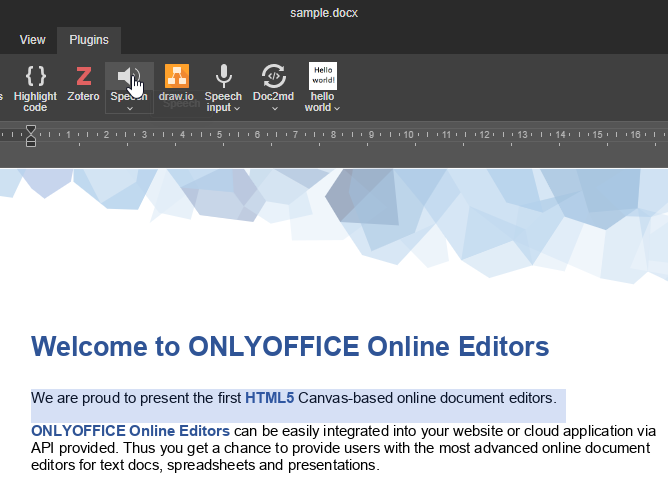 sample.docx
View Plugins
s Highlight code Zotero Speech draw.io Speech input Doc2md Hello world! hello world
Speech
1 2 3 4 5 6 7 8 9 10 11 12 13 14 15 16
Welcome to ONLYOFFICE Online Editors
We are proud to present the first HTML5 Canvas-based online document editors.
ONLYOFFICE Online Editors can be easily integrated into your website or cloud application via
API provided. Thus you get a chance to provide users with the most advanced online document
editors for text docs, spreadsheets and presentations.